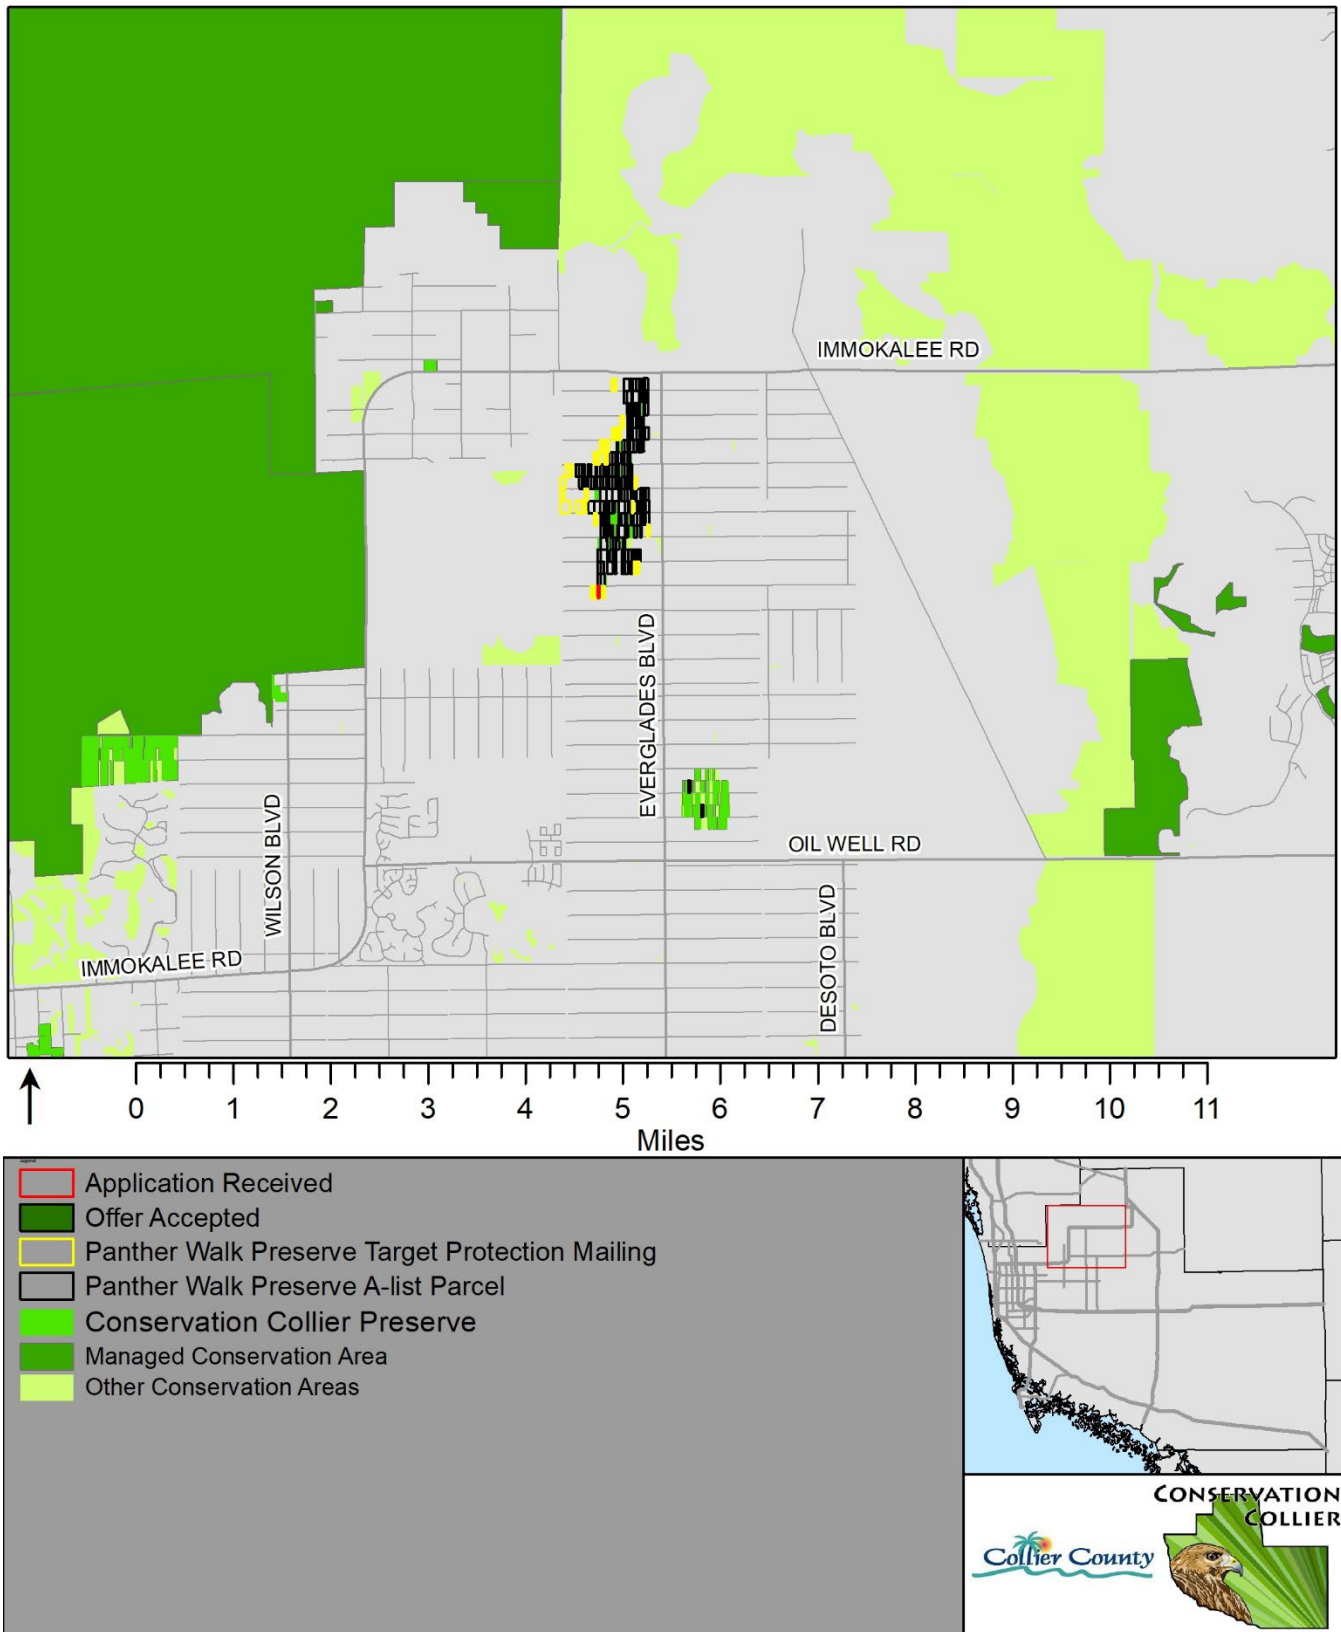 IMMOKALEE RD
EVERGLADES BLVD
WILSON BLVD
OIL WELL RD
DESOTO BLVD
IMMOKALEE RD
0 1 2 3 4 5 6 7 8 9 10 11
Miles
Application Received
Offer Accepted
Panther Walk Preserve Target Protection Mailing
Panther Walk Preserve A-list Parcel
Conservation Collier Preserve
Managed Conservation Area
Other Conservation Areas
CONSERVATION
COLLIER
Collier County